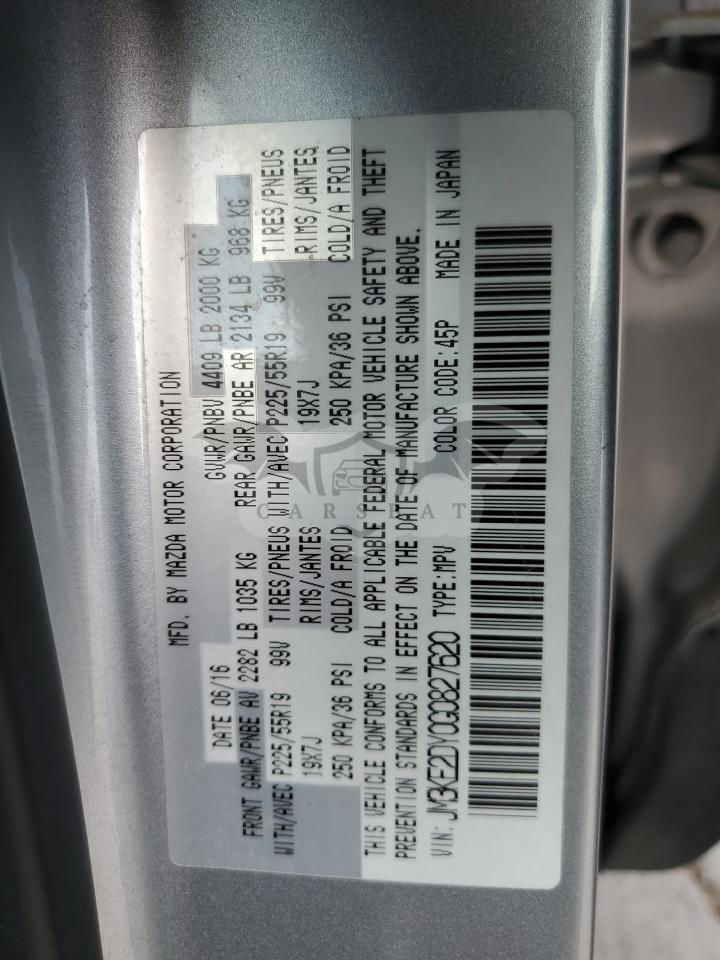 MFD. BY MAZDA MOTOR CORPORATION
DATE 06/16 GVWR/PNBV 4409 LB 2000 KG
FRONT GAWR/PNBE AV 2282 LB 1035 KG REAR GAWR/PNBE AR 2134 LB 968 KG
WITH/AVEC P225/55R19 99V TIRES/PNEUS WITH/AVEC P225/55R19 99V TIRES/PNEUS
19X7J RIMS/JANTES 19X7J RIMS/JANTES
250 KPA/36 PSI COLD/A FROID 250 KPA/36 PSI COLD/A FROID
THIS VEHICLE CONFORMS TO ALL APPLICABLE FEDERAL MOTOR VEHICLE SAFETY AND THEFT
PREVENTION STANDARDS IN EFFECT ON THE DATE OF MANUFACTURE SHOWN ABOVE.
VIN: JM3KE2DY0G0827620 TYPE:MPV COLOR CODE:45P MADE IN JAPAN
CARSBAT